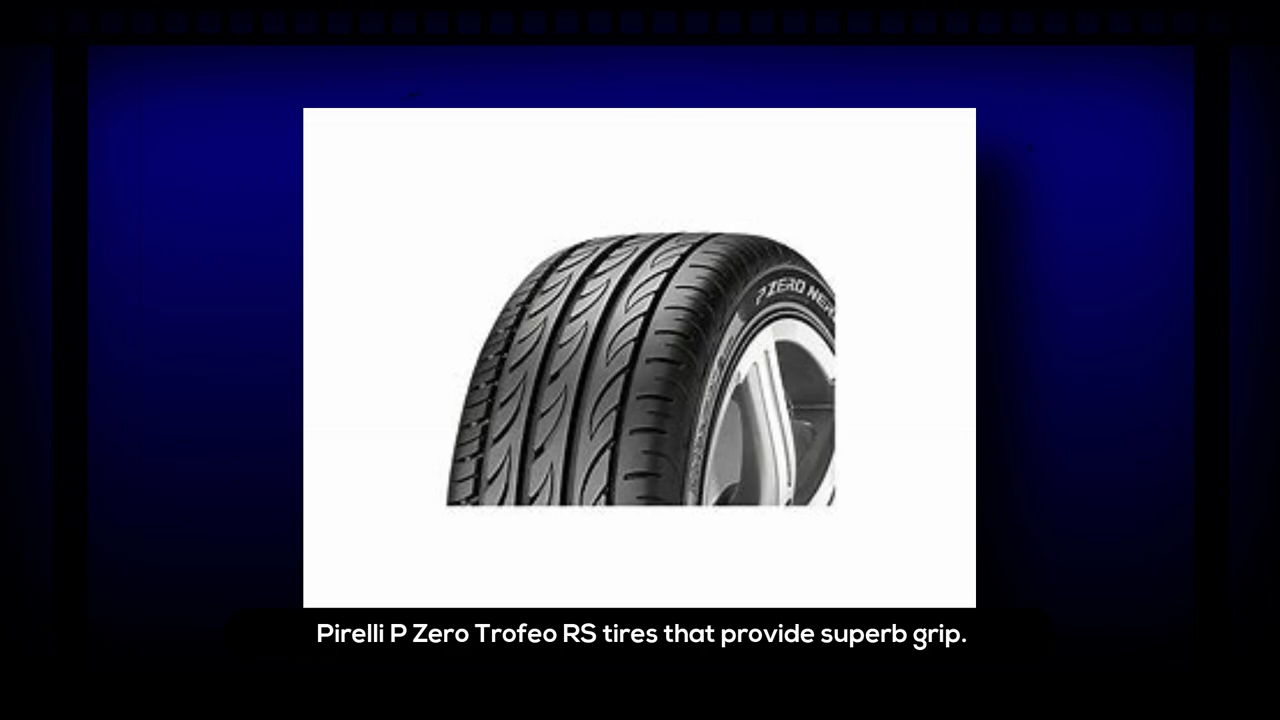 P ZERO NER
Pirelli P Zero Trofeo RS tires that provide superb grip.